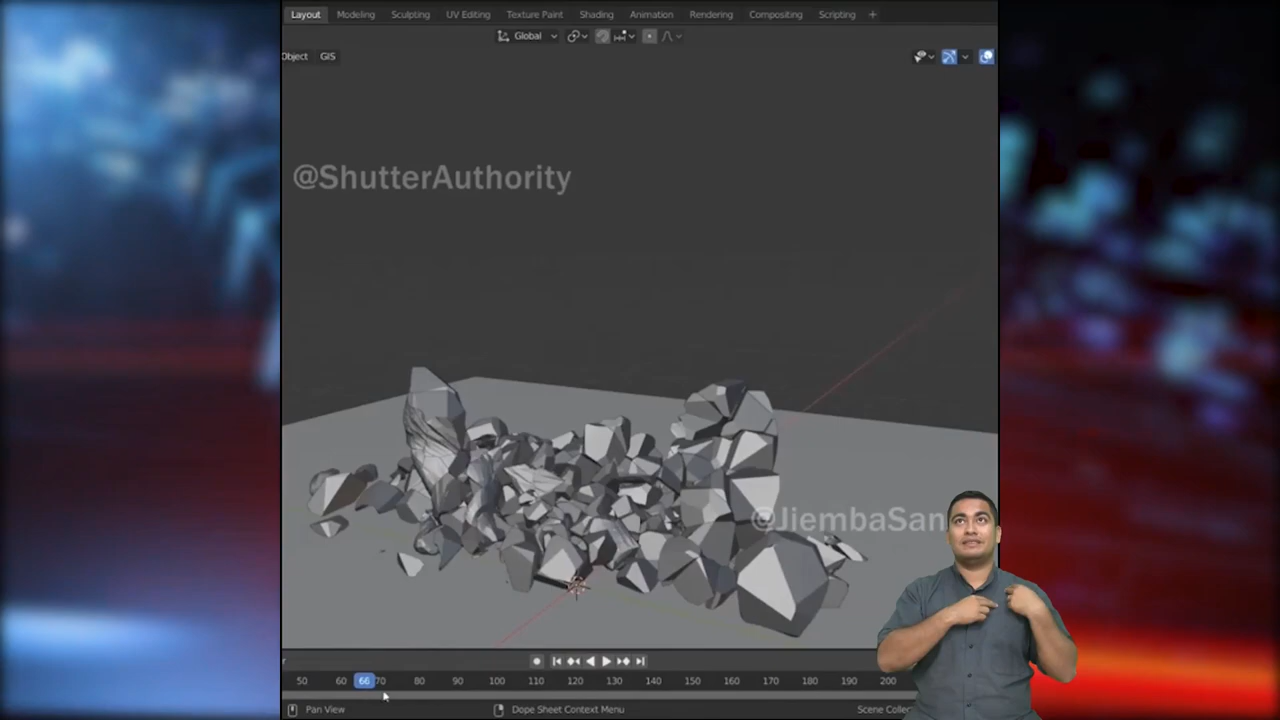 Layout Modeling Sculpting UV Editing Texture Paint Shading Animation Rendering Compositing Scripting +
Global
Object GIS
@ShutterAuthority
@JiembaSan
50 60 66 70 80 90 100 110 120 130 140 150 160 170 180 190 200
Pan View Dope Sheet Context Menu Scene Collec